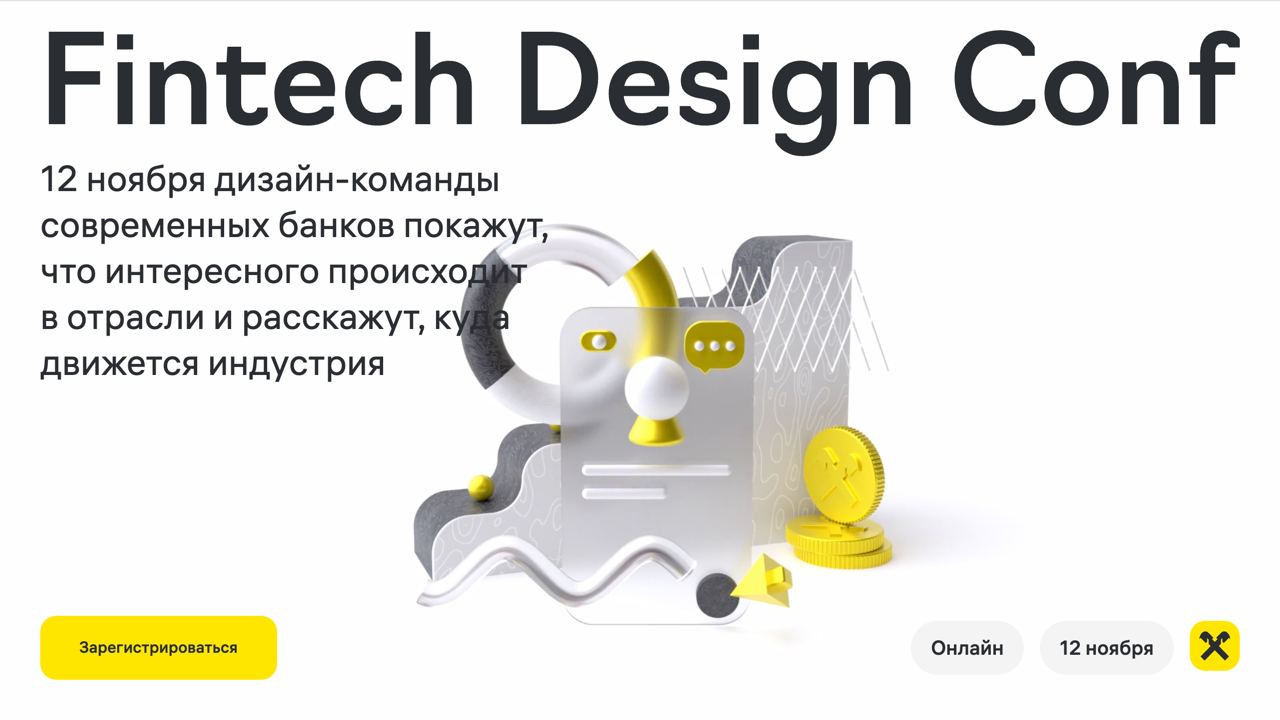 Fintech Design Conf
12 ноября дизайн-команды
современных банков покажут,
что интересного происходит
в отрасли и расскажут, куда
движется индустрия
Зарегистрироваться
Онлайн
12 ноября